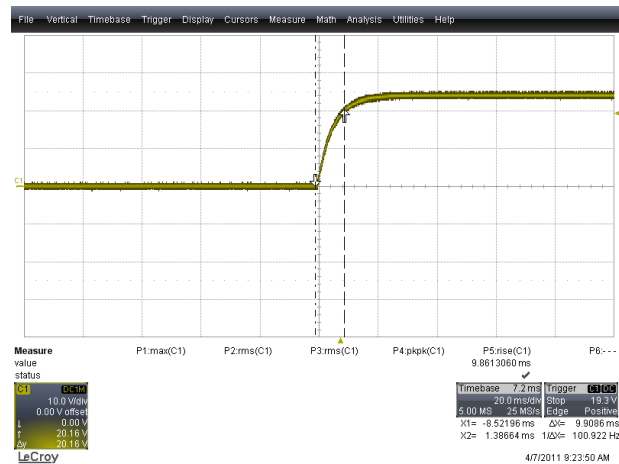 File Vertical Timebase Trigger Display Cursors Measure Math Analysis Utilities Help
C1
Measure P1:max(C1) P2:rms(C1) P3:rms(C1) P4:pkpk(C1) P5:rise(C1) P6:- - -
value 9.8613060 ms
status
C1 DC1M
10.0 V/div
0.00 V offset
↓ 0.00 V
↑ 20.16 V
Δy 20.16 V
Timebase 7.2 ms
20.0 ms/div
5.00 MS 25 MS/s
Trigger C1 DC
Stop 19.3 V
Edge Positive
X1= -8.52196 ms ΔX= 9.9086 ms
X2= 1.38664 ms 1/ΔX= 100.922 Hz
LeCroy
4/7/2011 9:23:50 AM